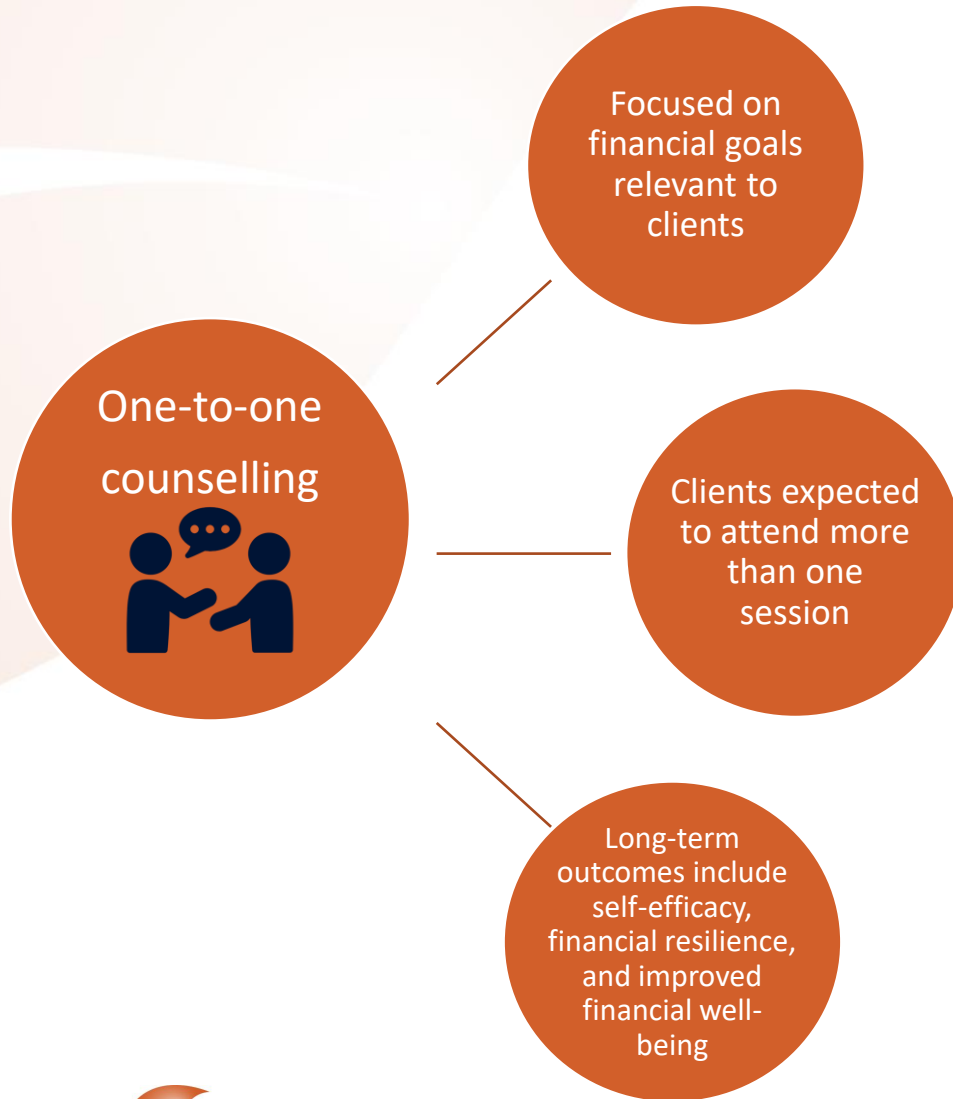 Focused on
financial goals
relevant to
clients
One-to-one
counselling
Clients expected
to attend more
than one
session
Long-term
outcomes include
self-efficacy,
financial resilience,
and improved
financial well-
being